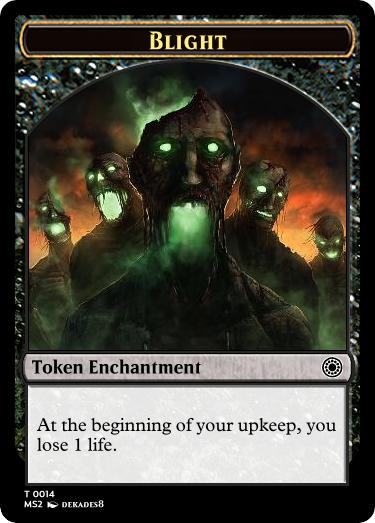 Blight
Token Enchantment
At the beginning of your upkeep, you
lose 1 life.
T 0014
MS2 DEKADES8